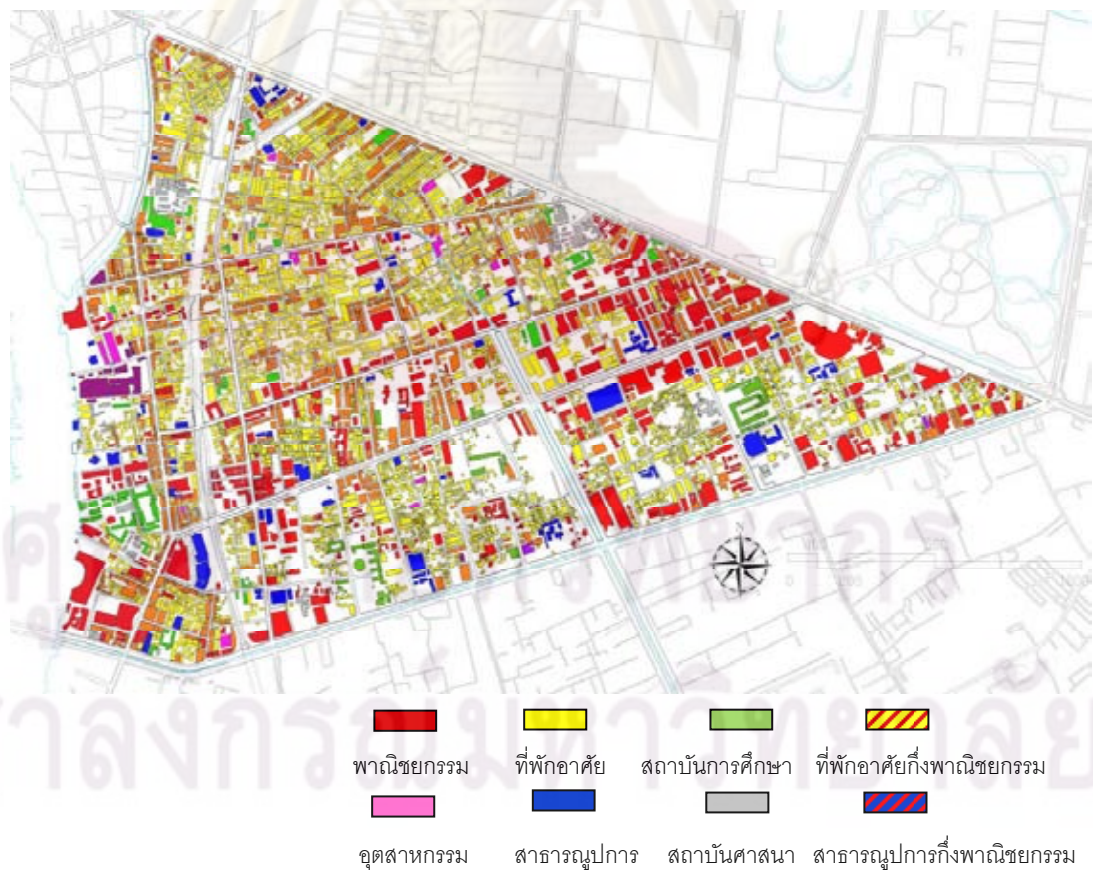 พาณิชยกรรม ที่พักอาศัย สถาบันการศึกษา ที่พักอาศัยกึ่งพาณิชยกรรม
อุตสาหกรรม สาธารณูปการ สถาบันศาสนา สาธารณูปการกึ่งพาณิชยกรรม